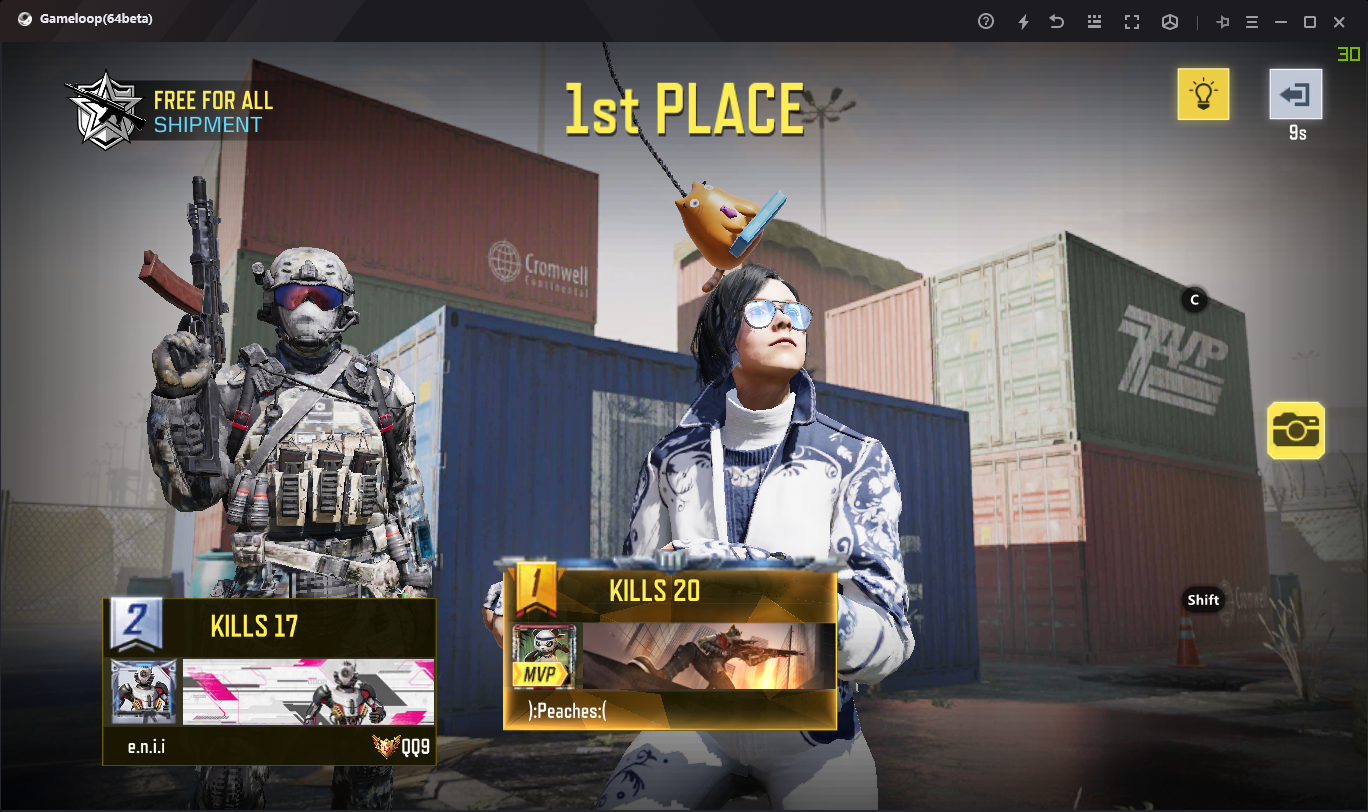 Gameloop(64beta)
30
FREE FOR ALL
SHIPMENT
1st PLACE
9s
Cromwell
Continental
C
Shift
1
KILLS 20
2
KILLS 17
MVP
):Peaches:(
e.n.i.i
QQ9